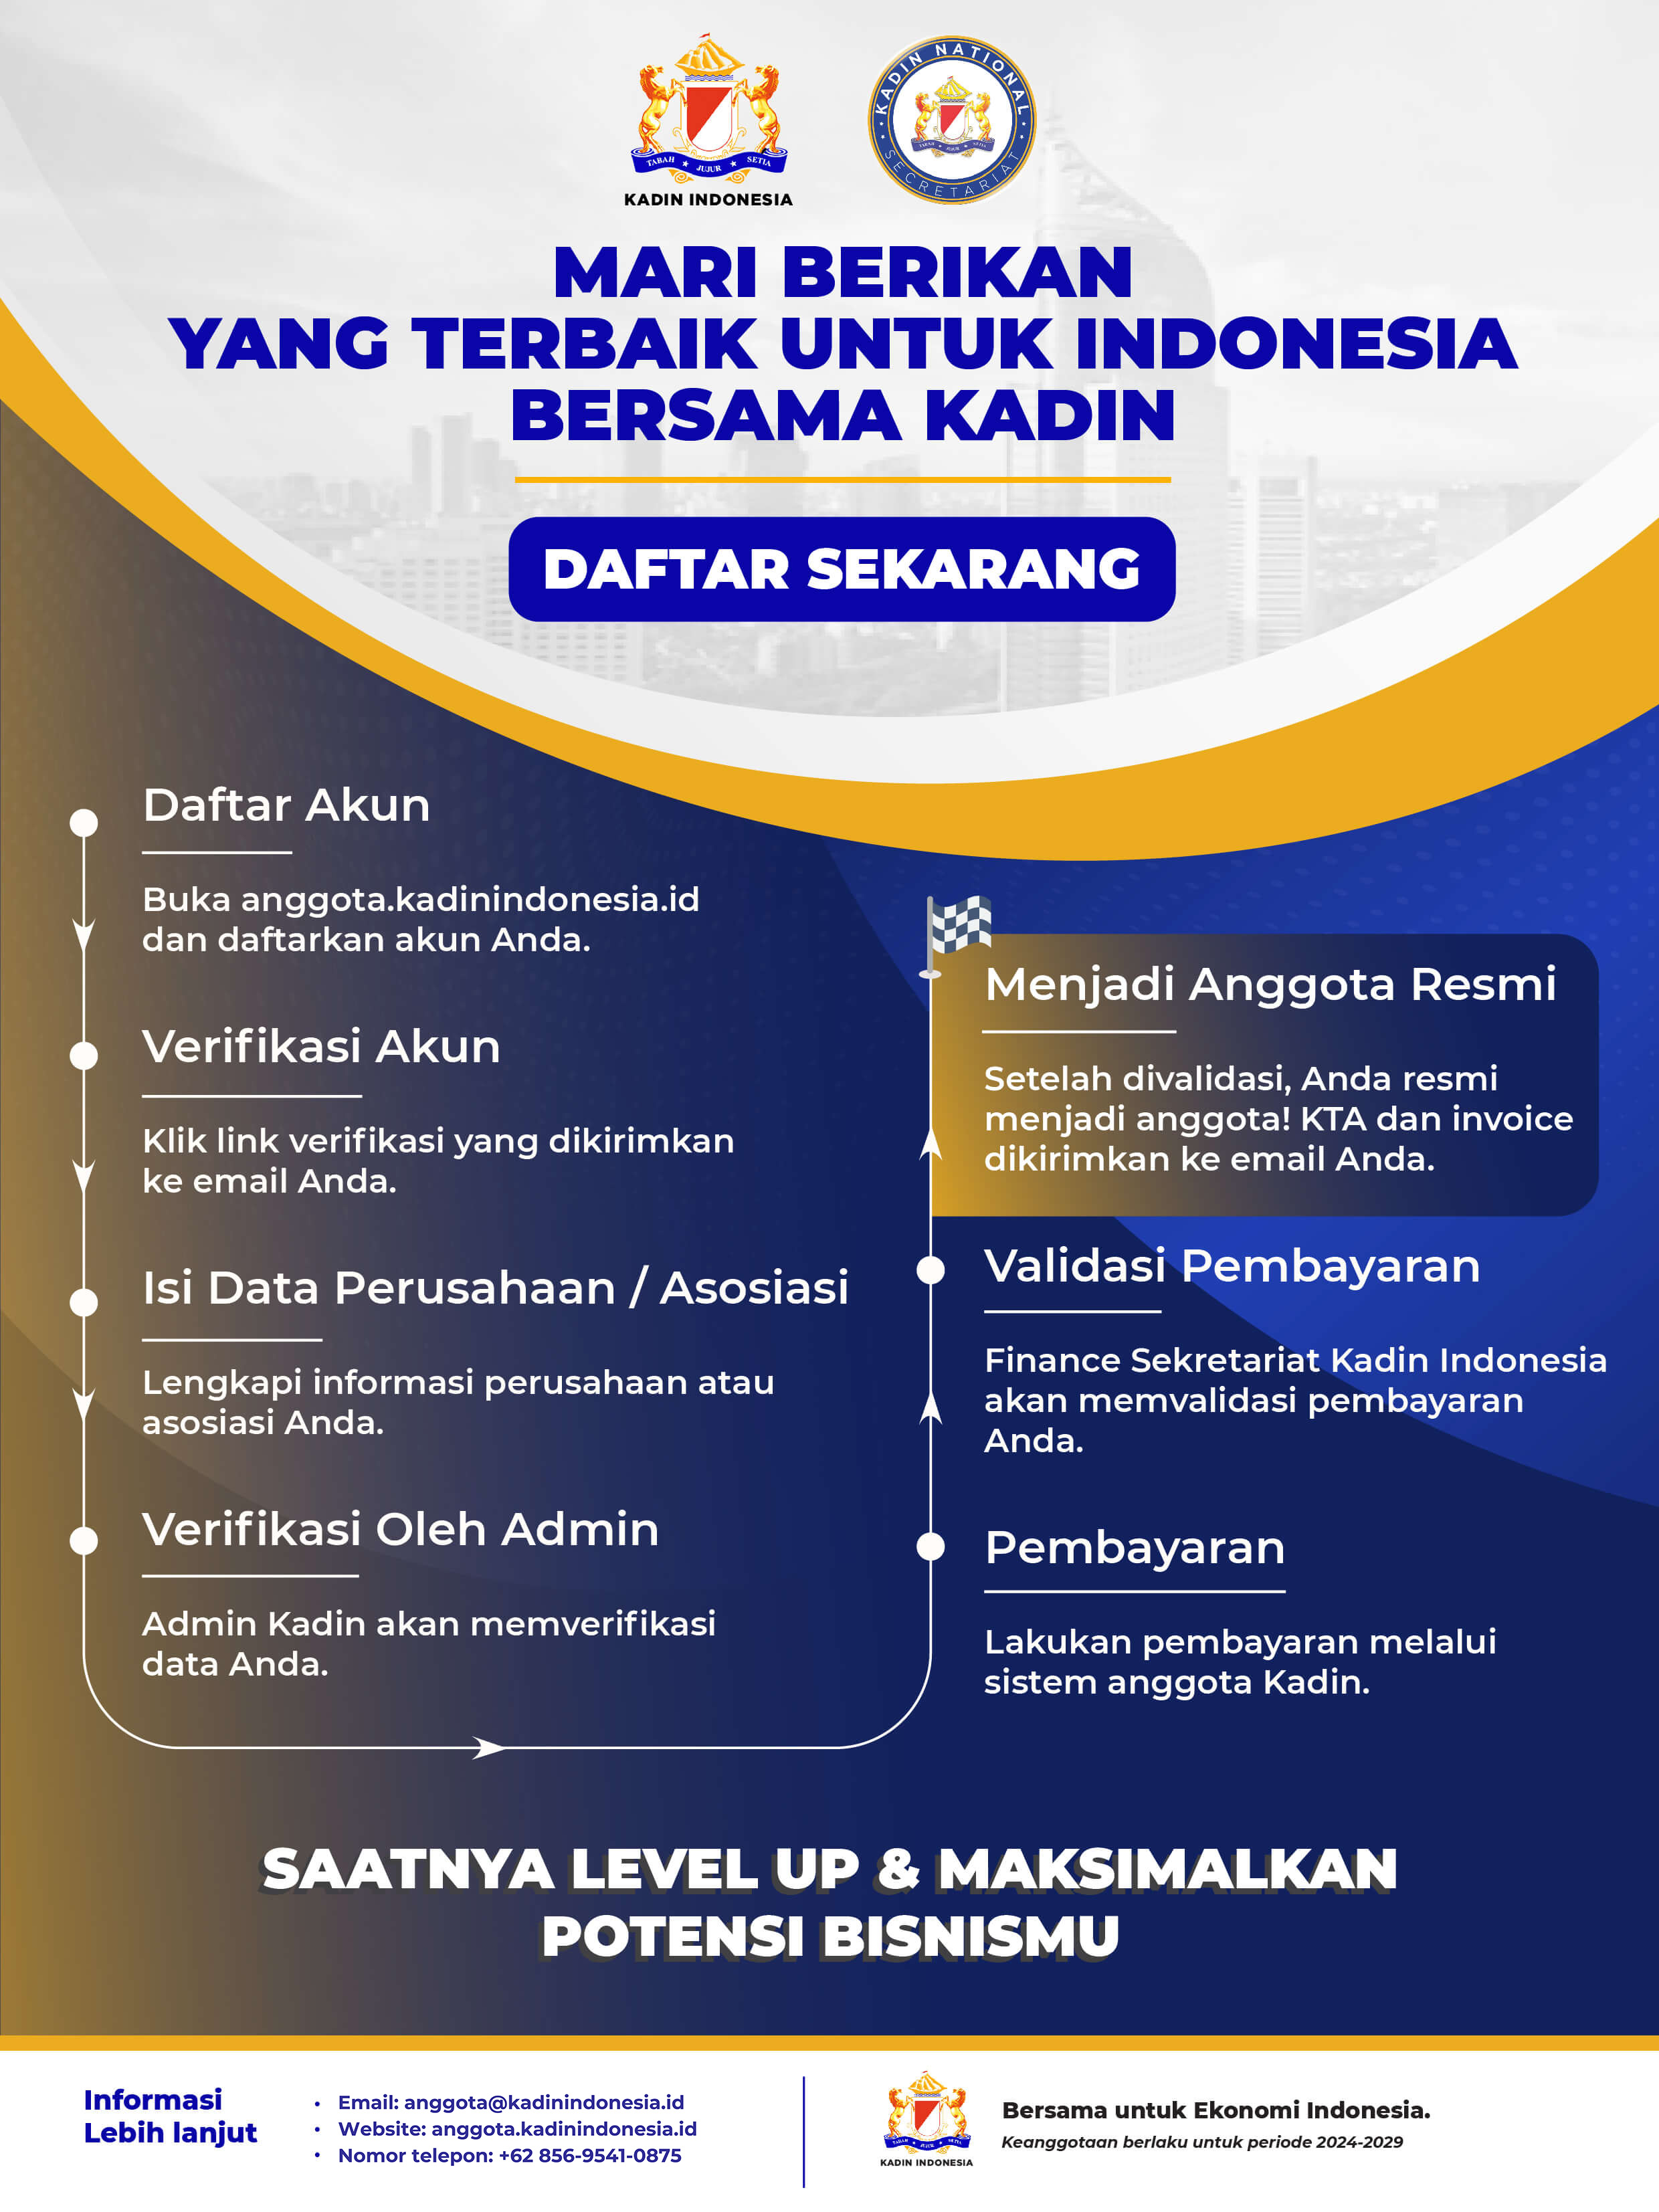 TABAH ★ JUJUR ★ SETIA
KADIN INDONESIA
KADIN NATIONAL
TABAH ★ JUJUR ★ SETIA
SECRETARIAT
MARI BERIKAN
YANG TERBAIK UNTUK INDONESIA
BERSAMA KADIN
DAFTAR SEKARANG
Daftar Akun
Buka anggota.kadinindonesia.id
dan daftarkan akun Anda.
Verifikasi Akun
Klik link verifikasi yang dikirimkan
ke email Anda.
Isi Data Perusahaan / Asosiasi
Lengkapi informasi perusahaan atau
asosiasi Anda.
Verifikasi Oleh Admin
Admin Kadin akan memverifikasi
data Anda.
Pembayaran
Lakukan pembayaran melalui
sistem anggota Kadin.
Validasi Pembayaran
Finance Sekretariat Kadin Indonesia
akan memvalidasi pembayaran
Anda.
Menjadi Anggota Resmi
Setelah divalidasi, Anda resmi
menjadi anggota! KTA dan invoice
dikirimkan ke email Anda.
SAATNYA LEVEL UP & MAKSIMALKAN
POTENSI BISNISMU
Informasi
Lebih lanjut
• Email: anggota@kadinindonesia.id
• Website: anggota.kadinindonesia.id
• Nomor telepon: +62 856-9541-0875
TABAH ★ JUJUR ★ SETIA
KADIN INDONESIA
Bersama untuk Ekonomi Indonesia.
Keanggotaan berlaku untuk periode 2024-2029